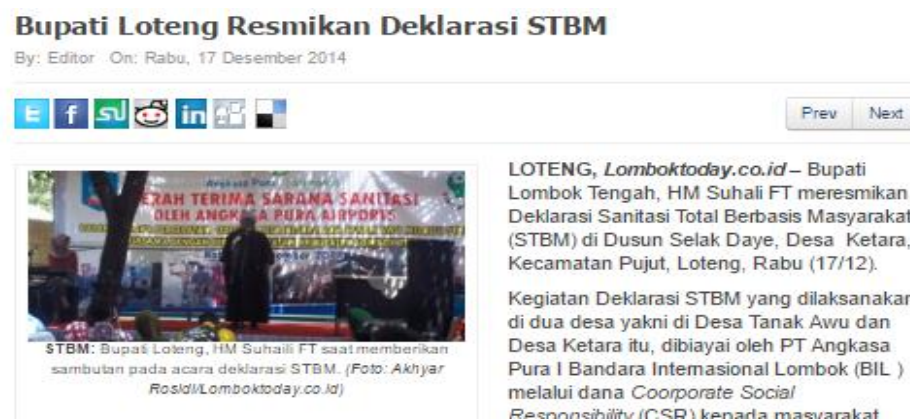 Bupati Loteng Resmikan Deklarasi STBM
By: Editor On: Rabu, 17 Desember 2014
Prev Next
Angkasa Pura
ERAH TERIMA SARANA SANITASI
OLEH ANGKASA PURA AIRPORTS
STBM: Bupati Loteng, HM Suhaili FT saat memberikan
sambutan pada acara deklarasi STBM. (Foto: Akhyar
Rosidi/Lomboktoday.co.id)
LOTENG, Lomboktoday.co.id – Bupati
Lombok Tengah, HM Suhali FT meresmikan
Deklarasi Sanitasi Total Berbasis Masyarakat
(STBM) di Dusun Selak Daye, Desa Ketara,
Kecamatan Pujut, Loteng, Rabu (17/12).
Kegiatan Deklarasi STBM yang dilaksanakan
di dua desa yakni di Desa Tanak Awu dan
Desa Ketara itu, dibiayai oleh PT Angkasa
Pura I Bandara Internasional Lombok (BIL )
melalui dana Coorporate Social
Responsibility (CSR) kepada masyarakat